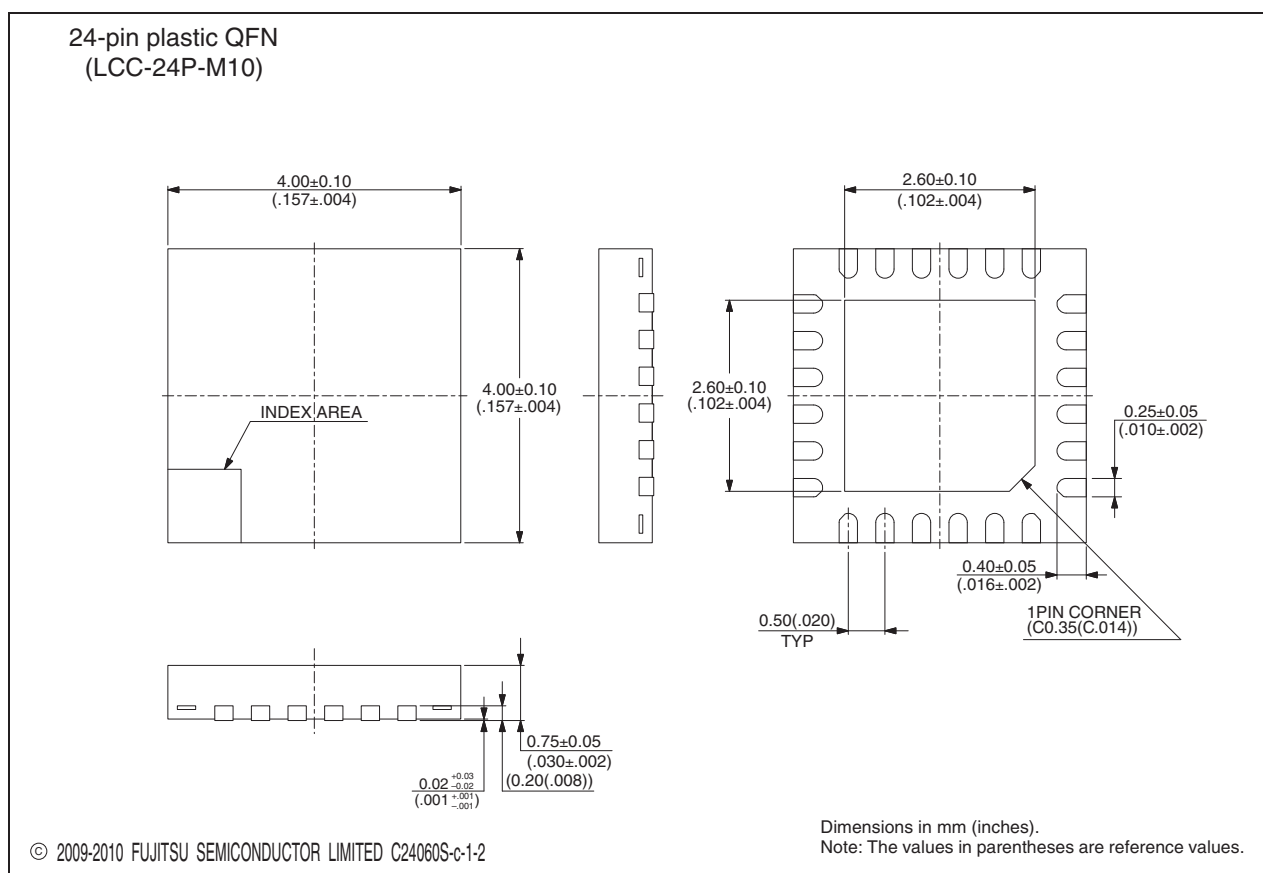 24-pin plastic QFN
(LCC-24P-M10)
4.00±0.10
(.157±.004)
2.60±0.10
(.102±.004)
4.00±0.10
(.157±.004)
INDEX AREA
2.60±0.10
(.102±.004)
0.25±0.05
(.010±.002)
0.40±0.05
(.016±.002)
0.50(.020)
TYP
1PIN CORNER
(C0.35(C.014))
0.75±0.05
(.030±.002)
(0.20(.008))
0.02 +0.03 −0.02
(.001 +.001 −.001)
© 2009-2010 FUJITSU SEMICONDUCTOR LIMITED C24060S-c-1-2
Dimensions in mm (inches).
Note: The values in parentheses are reference values.